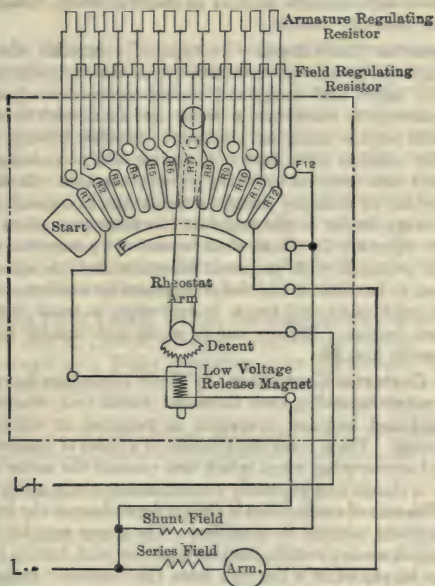 Armature Regulating
Resistor
Field Regulating
Resistor
R1
R2
R3
R4
R5
R6
R7
R8
R9
R10
R11
R12
F12
Start
F
Rheostat
Arm
Detent
Low Voltage
Release Magnet
L+
Shunt Field
Series Field
L-
Arm.